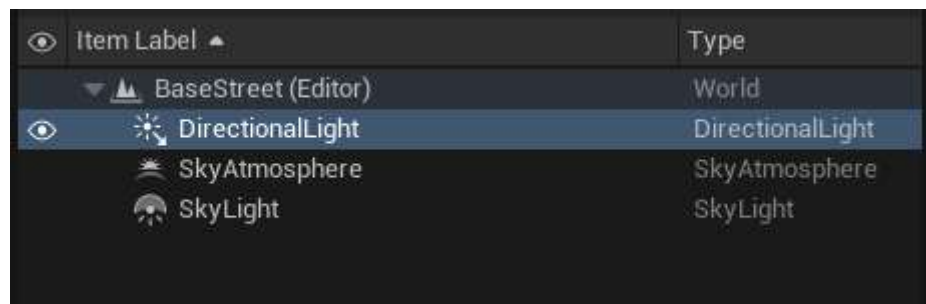 Item Label Type
BaseStreet (Editor) World
DirectionalLight DirectionalLight
SkyAtmosphere SkyAtmosphere
SkyLight SkyLight